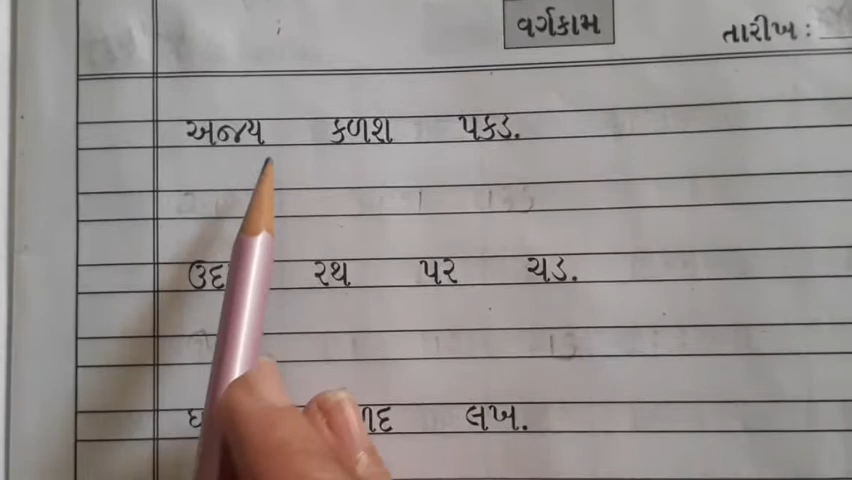 વર્ગકામ
તારીખ :
અજય કળશ પકડ.
રથ પર ચડ.
લખ.